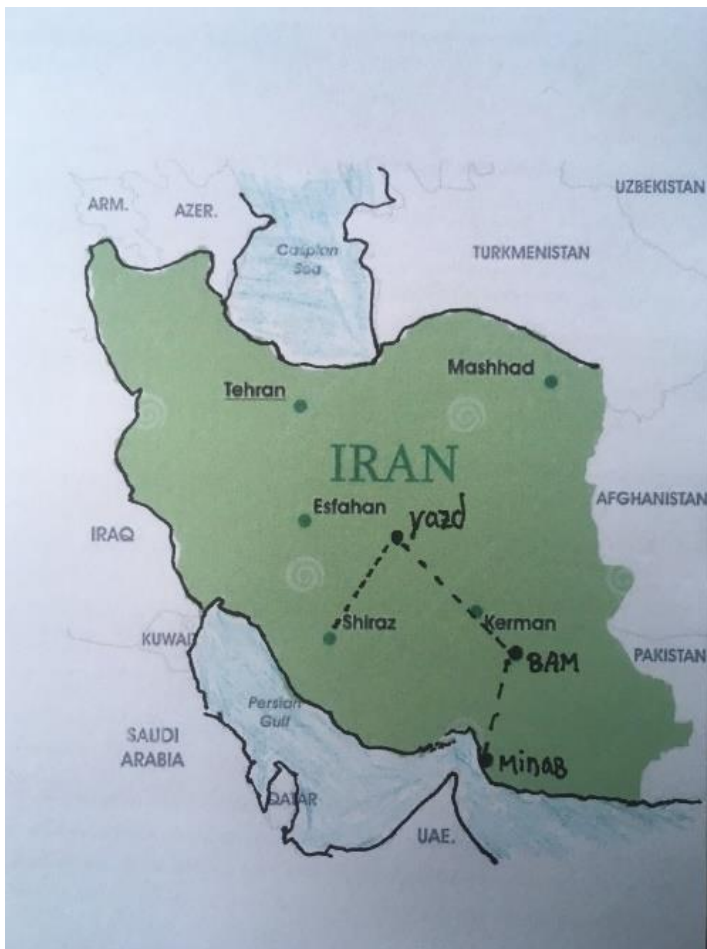 UZBEKISTAN
ARM.
AZER.
Caspian
Sea
TURKMENISTAN
Mashhad
Tehran
IRAN
AFGHANISTAN
Esfahan
yazd
IRAQ
Shiraz
Kerman
KUWAI
BAM
PAKISTAN
Persian
Gulf
SAUDI
ARABIA
MINAB
QATAR
UAE.